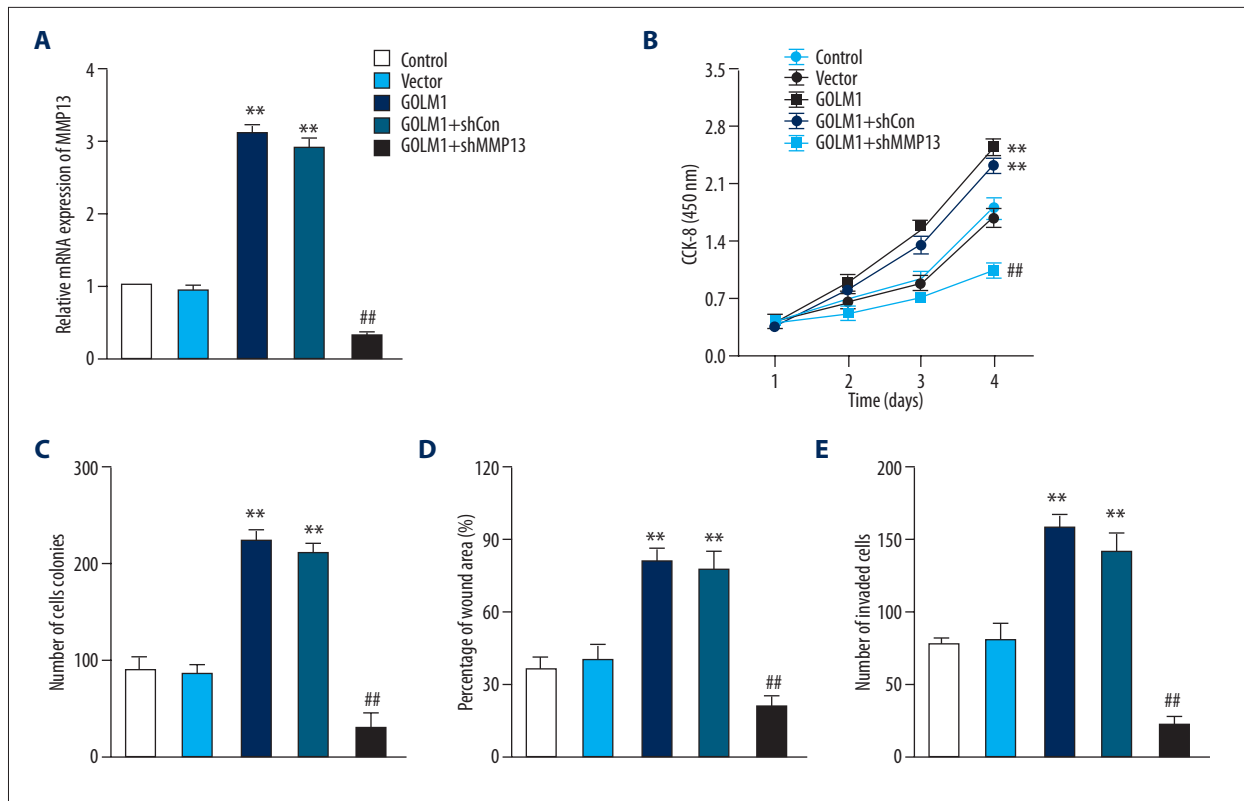 A
Relative mRNA expression of MMP13
4
3
2
1
0
**
**
##
Control
Vector
GOLM1
GOLM1+shCon
GOLM1+shMMP13
B
Control
Vector
GOLM1
GOLM1+shCon
GOLM1+shMMP13
CCK-8 (450 nm)
3.5
2.8
2.1
1.4
0.7
0.0
**
**
##
1 2 3 4
Time (days)
C
Number of cells colonies
300
200
100
0
**
**
##
D
Percentage of wound area (%)
120
90
60
30
0
**
**
##
E
Number of invaded cells
200
150
100
50
0
**
**
##